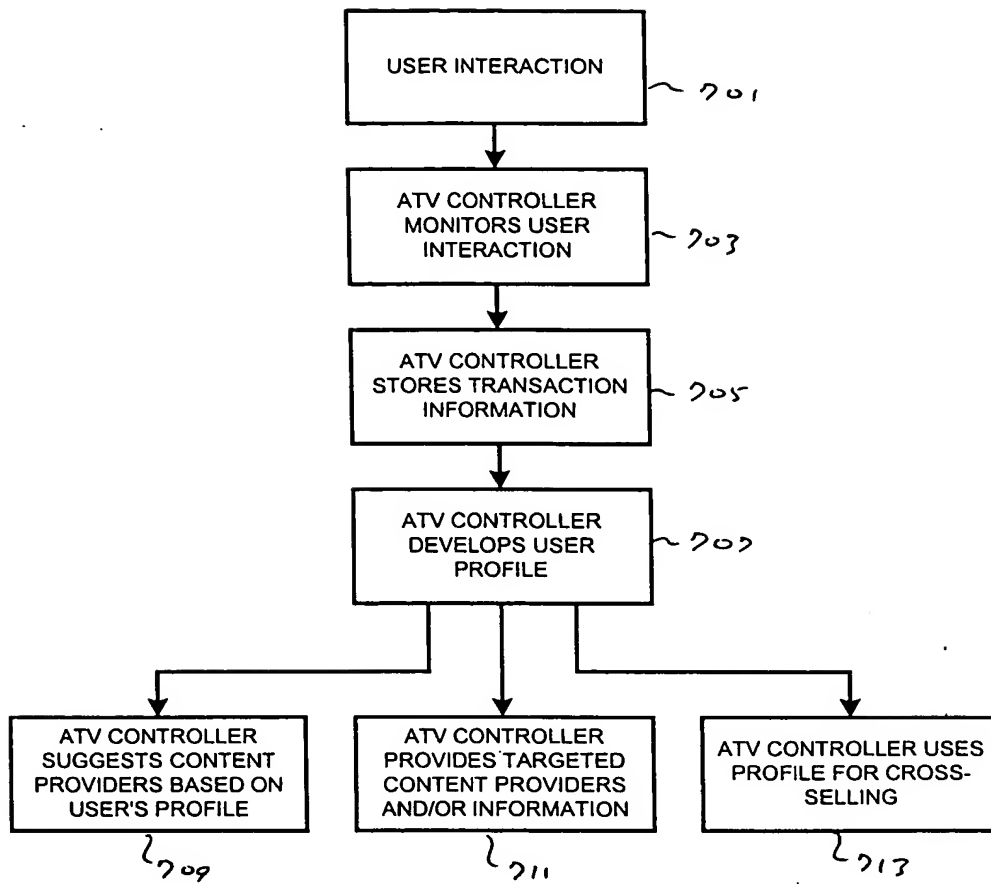 USER INTERACTION
701
ATV CONTROLLER
MONITORS USER
INTERACTION
703
ATV CONTROLLER
STORES TRANSACTION
INFORMATION
705
ATV CONTROLLER
DEVELOPS USER
PROFILE
707
ATV CONTROLLER
SUGGESTS CONTENT
PROVIDERS BASED ON
USER'S PROFILE
709
ATV CONTROLLER
PROVIDES TARGETED
CONTENT PROVIDERS
AND/OR INFORMATION
711
ATV CONTROLLER USES
PROFILE FOR CROSS-
SELLING
713